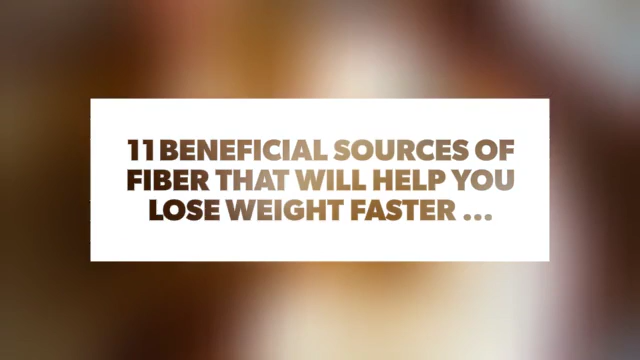 11 BENEFICIAL SOURCES OF
FIBER THAT WILL HELP YOU
LOSE WEIGHT FASTER ...